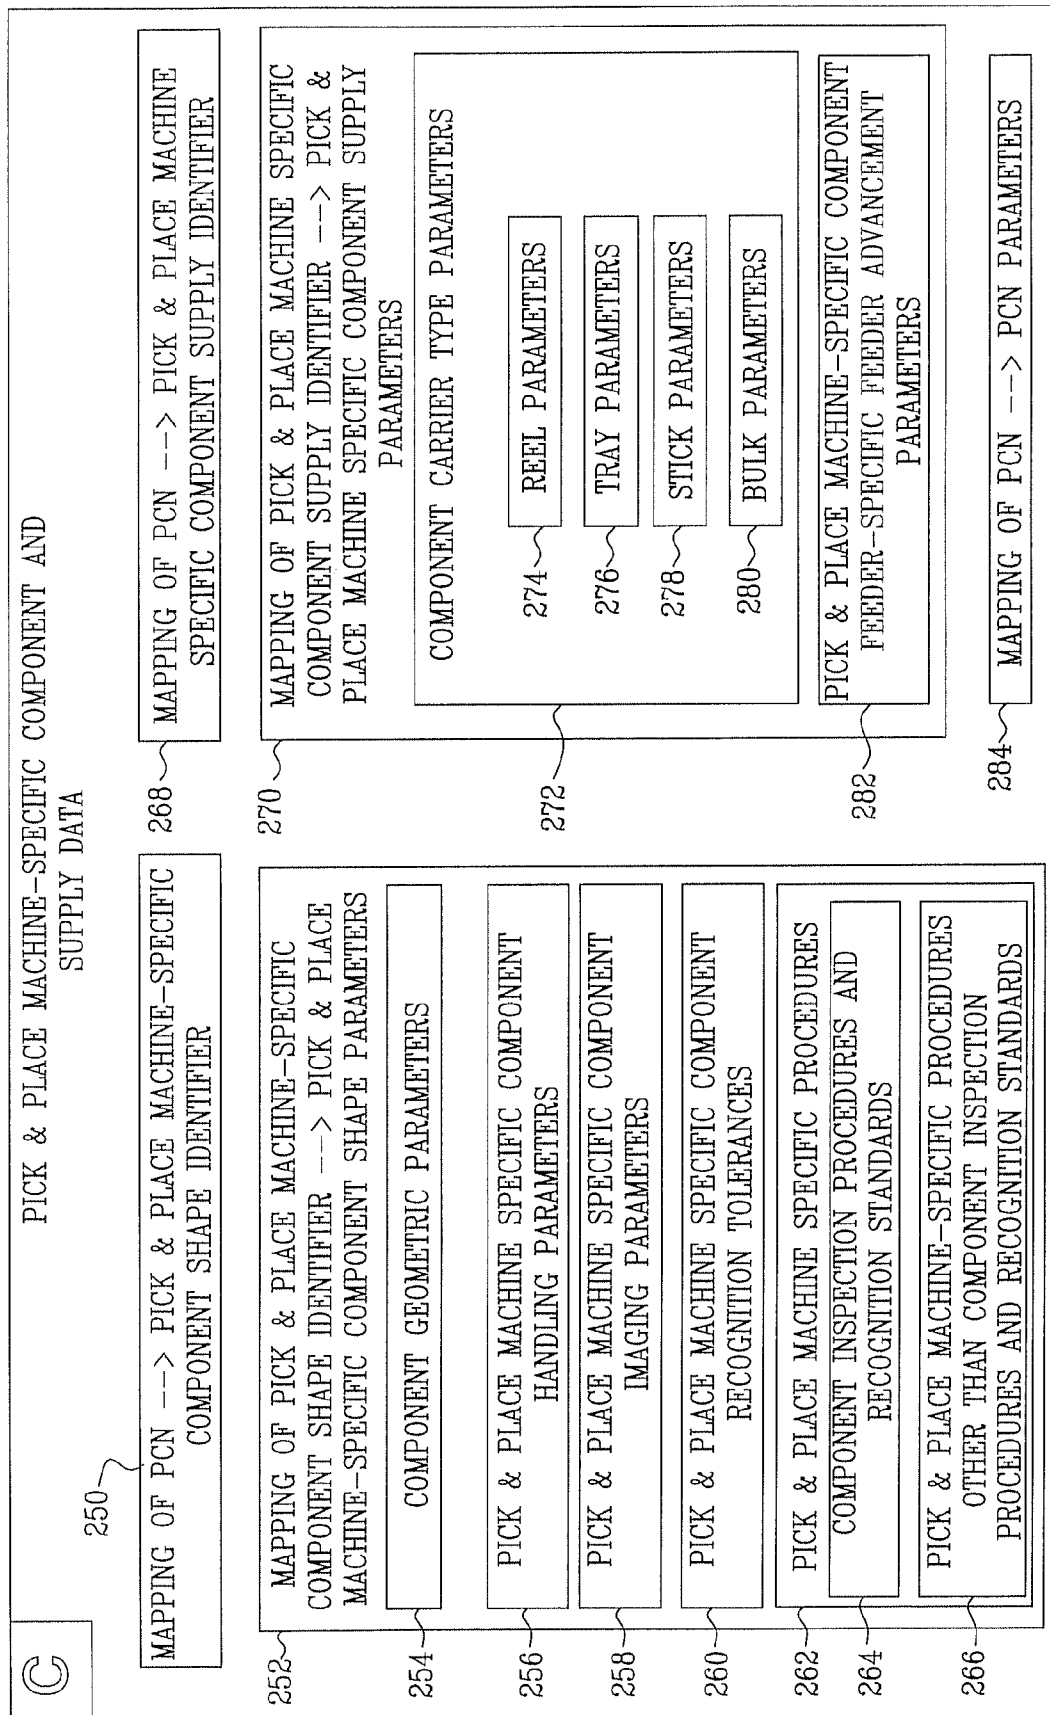 C
PICK & PLACE MACHINE-SPECIFIC COMPONENT AND
SUPPLY DATA
250
MAPPING OF PCN --> PICK & PLACE MACHINE-SPECIFIC
COMPONENT SHAPE IDENTIFIER
252
MAPPING OF PICK & PLACE MACHINE-SPECIFIC
COMPONENT SHAPE IDENTIFIER --> PICK & PLACE
MACHINE-SPECIFIC COMPONENT SHAPE PARAMETERS
254
COMPONENT GEOMETRIC PARAMETERS
256
PICK & PLACE MACHINE SPECIFIC COMPONENT
HANDLING PARAMETERS
258
PICK & PLACE MACHINE SPECIFIC COMPONENT
IMAGING PARAMETERS
260
PICK & PLACE MACHINE SPECIFIC COMPONENT
RECOGNITION TOLERANCES
262
PICK & PLACE MACHINE SPECIFIC PROCEDURES
264
COMPONENT INSPECTION PROCEDURES AND
RECOGNITION STANDARDS
266
PICK & PLACE MACHINE-SPECIFIC PROCEDURES
OTHER THAN COMPONENT INSPECTION
PROCEDURES AND RECOGNITION STANDARDS
268
MAPPING OF PCN --> PICK & PLACE MACHINE
SPECIFIC COMPONENT SUPPLY IDENTIFIER
270
MAPPING OF PICK & PLACE MACHINE SPECIFIC
COMPONENT SUPPLY IDENTIFIER --> PICK &
PLACE MACHINE SPECIFIC COMPONENT SUPPLY
PARAMETERS
272
COMPONENT CARRIER TYPE PARAMETERS
274
REEL PARAMETERS
276
TRAY PARAMETERS
278
STICK PARAMETERS
280
BULK PARAMETERS
282
PICK & PLACE MACHINE-SPECIFIC COMPONENT
FEEDER-SPECIFIC FEEDER ADVANCEMENT
PARAMETERS
284
MAPPING OF PCN --> PCN PARAMETERS